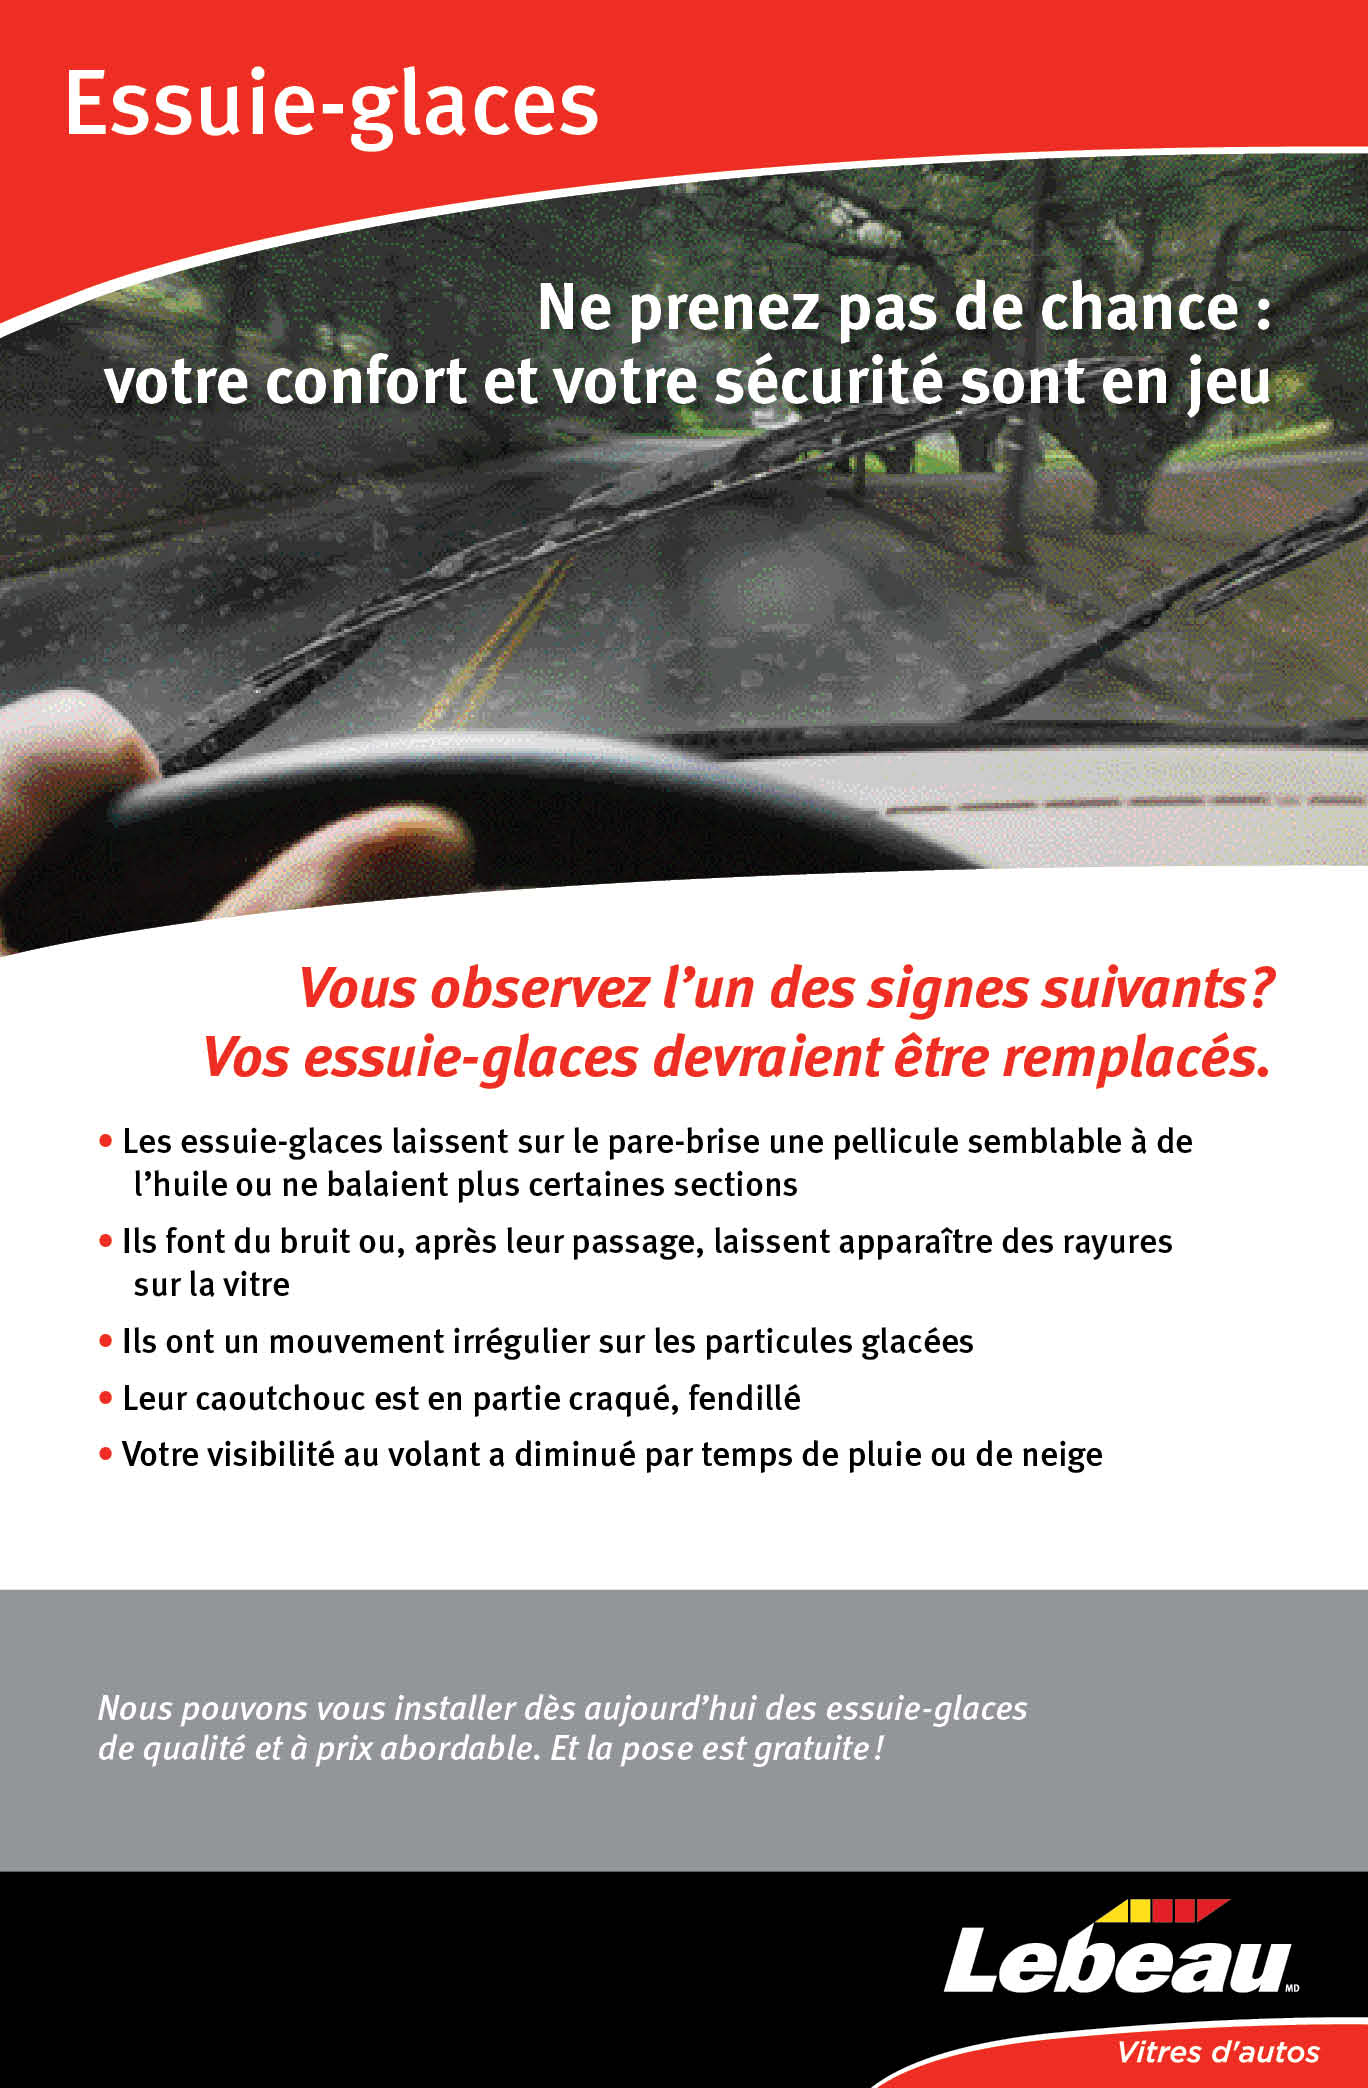 Essuie-glaces
Ne prenez pas de chance :
votre confort et votre sécurité sont en jeu
Vous observez l’un des signes suivants?
Vos essuie-glaces devraient être remplacés.
• Les essuie-glaces laissent sur le pare-brise une pellicule semblable à de
l’huile ou ne balaient plus certaines sections
• Ils font du bruit ou, après leur passage, laissent apparaître des rayures
sur la vitre
• Ils ont un mouvement irrégulier sur les particules glacées
• Leur caoutchouc est en partie craqué, fendillé
• Votre visibilité au volant a diminué par temps de pluie ou de neige
Nous pouvons vous installer dès aujourd’hui des essuie-glaces
de qualité et à prix abordable. Et la pose est gratuite !
Lebeau MD
Vitres d'autos